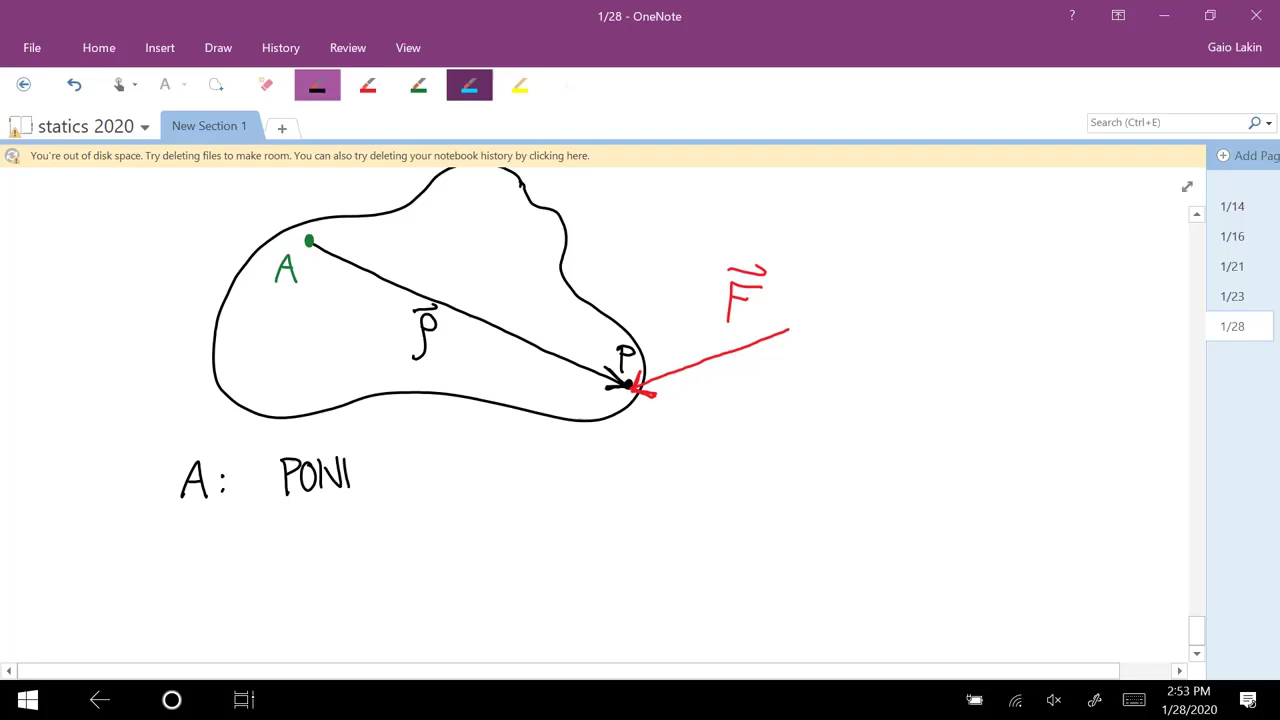 1/28 - OneNote
?
File Home Insert Draw History Review View
Gaio Lakin
A
statics 2020
New Section 1
Search (Ctrl+E)
You're out of disk space. Try deleting files to make room. You can also try deleting your notebook history by clicking here.
Add Pag
1/14
1/16
1/21
1/23
1/28
A
ρ
P
F
A: POINI
2:53 PM
1/28/2020